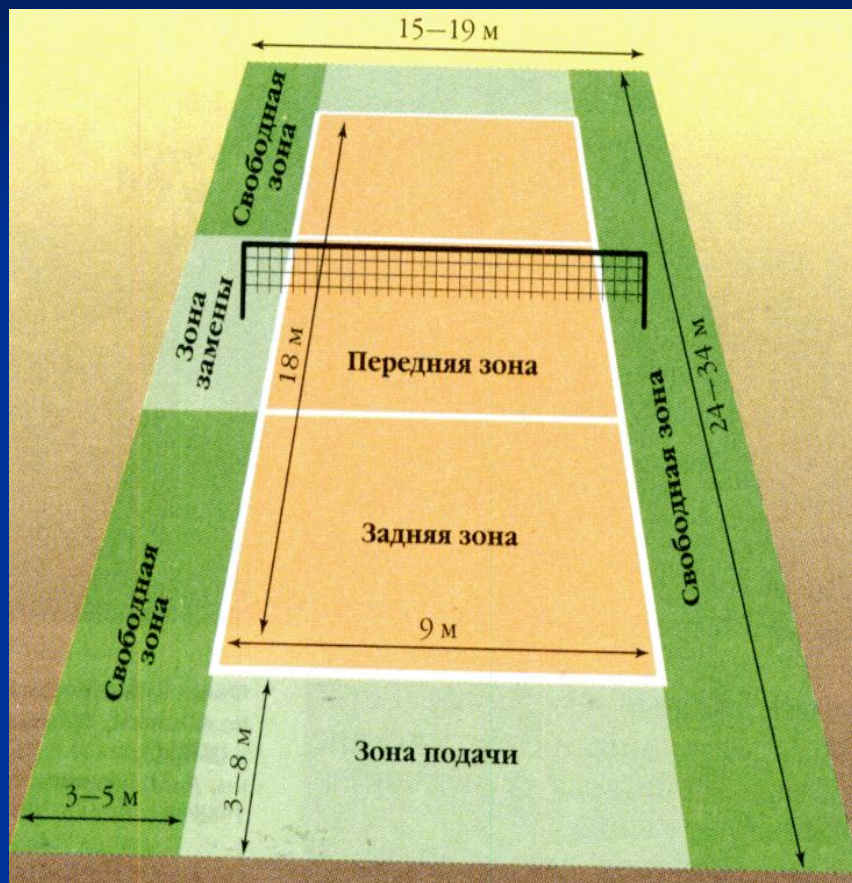 15–19 м
Свободная
зона
Зона
замены
18 м
Передняя зона
24–34 м
Свободная зона
Задняя зона
Свободная
зона
9 м
3–8 м
Зона подачи
3–5 м